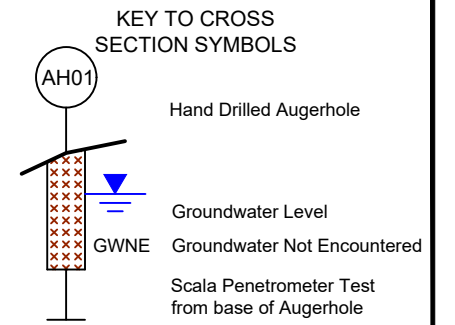 KEY TO CROSS
SECTION SYMBOLS
AH01
Hand Drilled Augerhole
Groundwater Level
GWNE Groundwater Not Encountered
Scala Penetrometer Test
from base of Augerhole